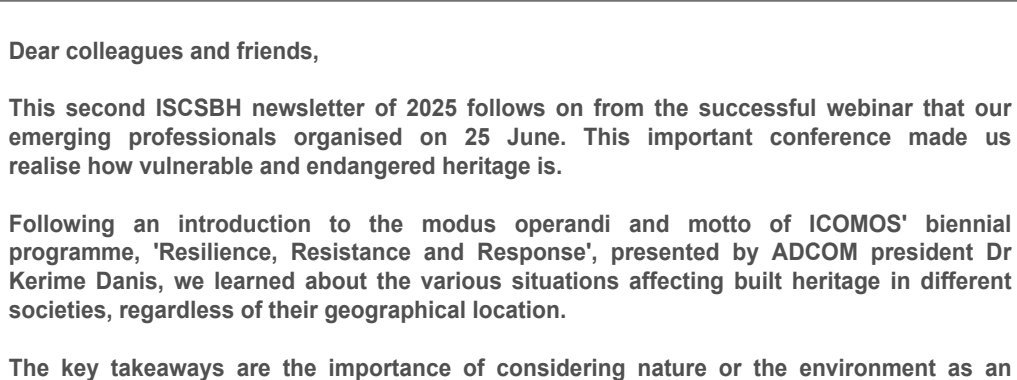 Dear colleagues and friends,
This second ISCSBH newsletter of 2025 follows on from the successful webinar that our
emerging professionals organised on 25 June. This important conference made us
realise how vulnerable and endangered heritage is.
Following an introduction to the modus operandi and motto of ICOMOS' biennial
programme, 'Resilience, Resistance and Response', presented by ADCOM president Dr
Kerime Danis, we learned about the various situations affecting built heritage in different
societies, regardless of their geographical location.
The key takeaways are the importance of considering nature or the environment as an